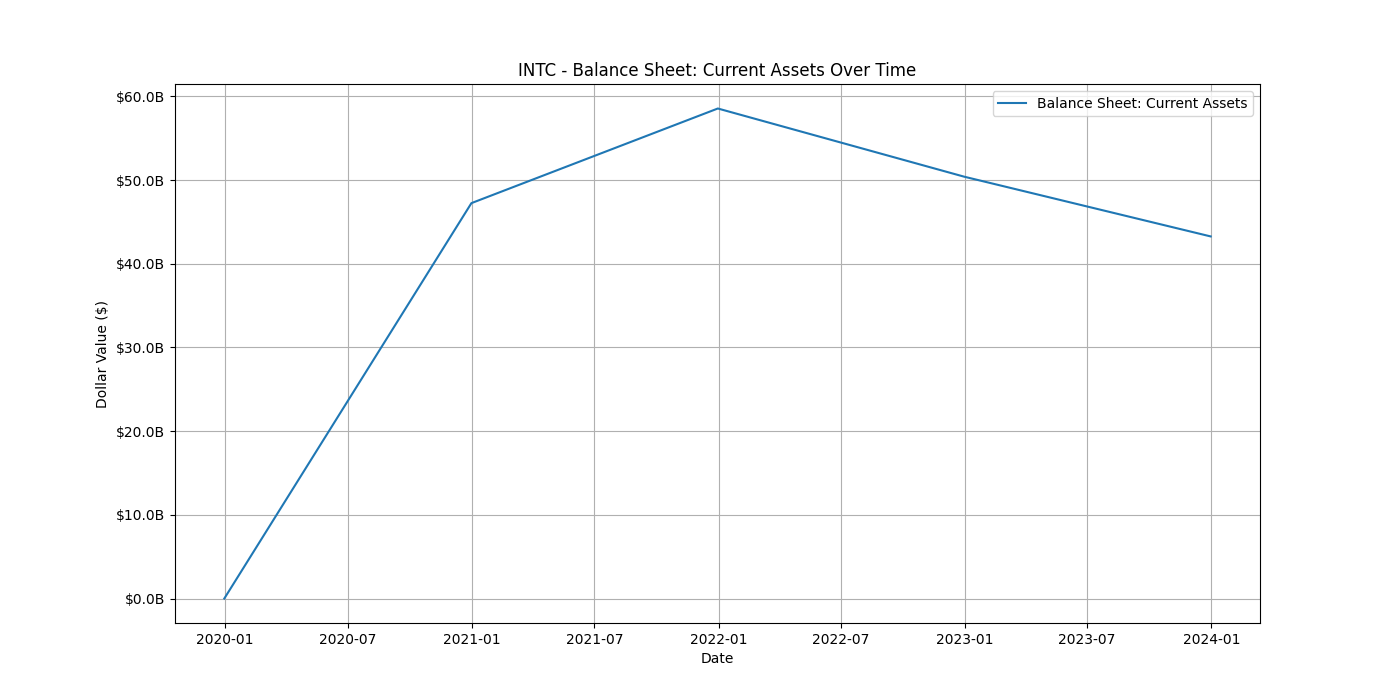 INTC - Balance Sheet: Current Assets Over Time
Balance Sheet: Current Assets
$60.0B
$50.0B
$40.0B
$30.0B
$20.0B
$10.0B
$0.0B
Dollar Value ($)
2020-01 2020-07 2021-01 2021-07 2022-01 2022-07 2023-01 2023-07 2024-01
Date